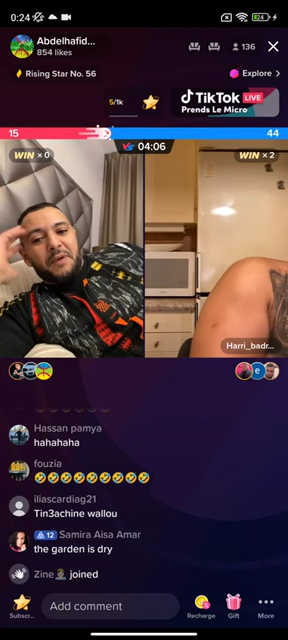 0:24
824
Abdelhafid...
854 likes
136
Rising Star No. 56
Explore >
5/1k
TikTok LIVE
Prends Le Micro
15
44
WIN × 0
VS 04:06
WIN × 2
Harri_badr...
e
Hassan pamya
hahahaha
fouzia
iliascardiag21
Tin3achine wallou
12 Samira Aisa Amar
the garden is dry
Zine joined
Add comment
Subscr...
Recharge
Gift
More